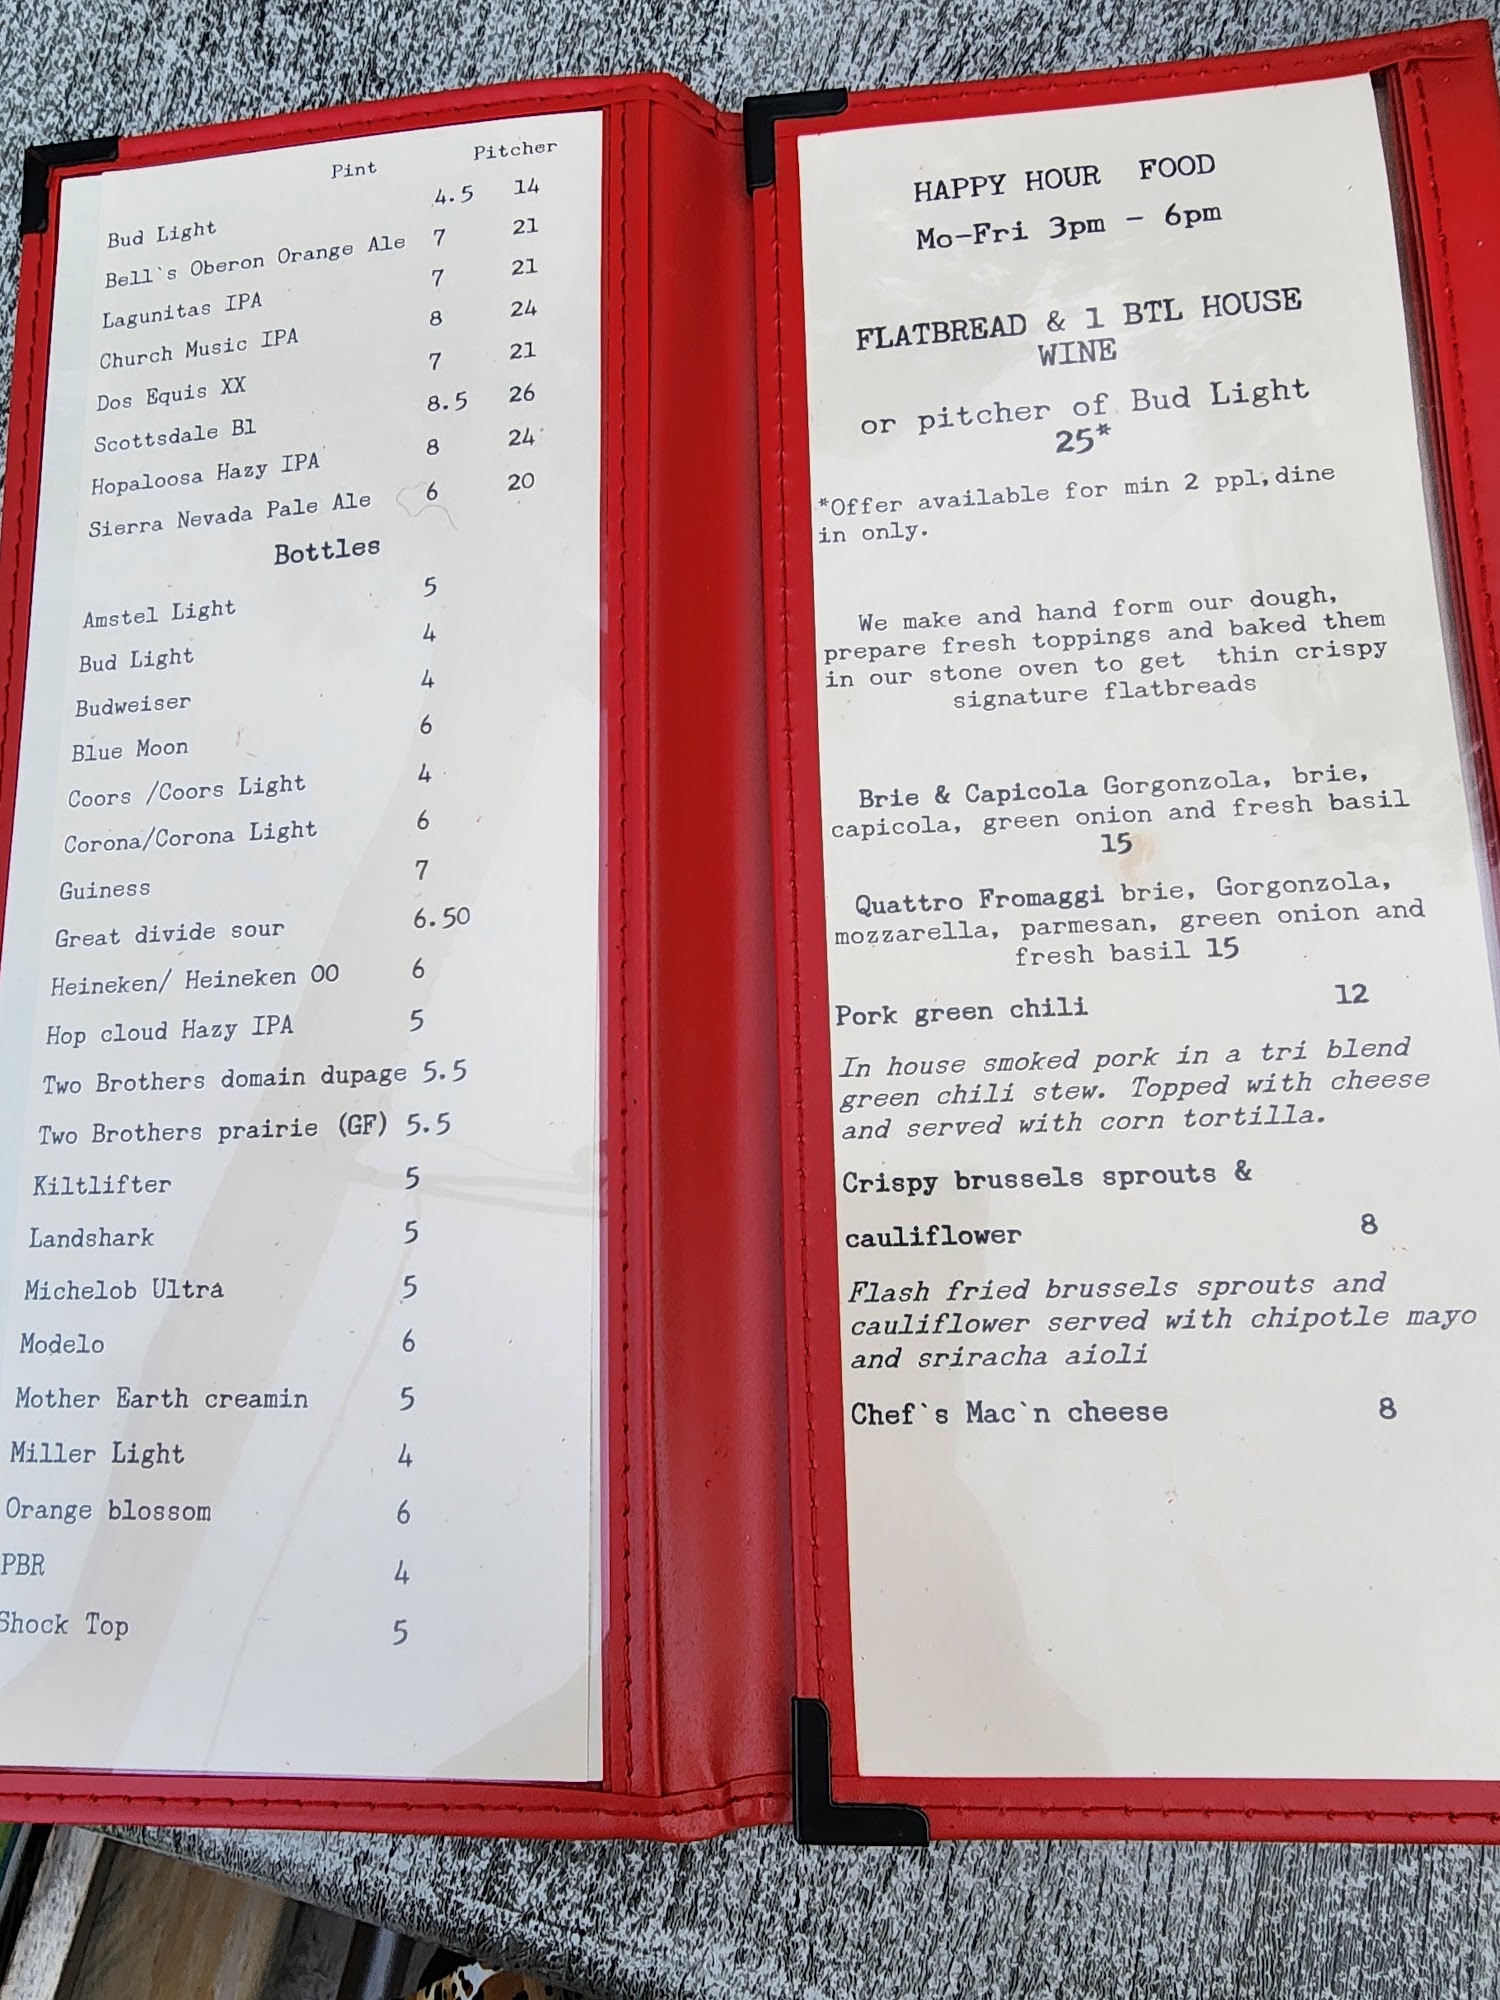 Pint Pitcher
Bud Light 4.5 14
Bell`s Oberon Orange Ale 7 21
Lagunitas IPA 7 21
Church Music IPA 8 24
Dos Equis XX 7 21
Scottsdale Bl 8.5 26
Hopaloosa Hazy IPA 8 24
Sierra Nevada Pale Ale 6 20
Bottles
Amstel Light 5
Bud Light 4
Budweiser 4
Blue Moon 6
Coors /Coors Light 4
Corona/Corona Light 6
Guiness 7
Great divide sour 6.50
Heineken/ Heineken 00 6
Hop cloud Hazy IPA 5
Two Brothers domain dupage 5.5
Two Brothers prairie (GF) 5.5
Kiltlifter 5
Landshark 5
Michelob Ultra 5
Modelo 6
Mother Earth creamin 5
Miller Light 4
Orange blossom 6
PBR 4
Shock Top 5
HAPPY HOUR FOOD
Mo-Fri 3pm - 6pm
FLATBREAD & 1 BTL HOUSE
WINE
or pitcher of Bud Light
25*
*Offer available for min 2 ppl, dine
in only.
We make and hand form our dough,
prepare fresh toppings and baked them
in our stone oven to get thin crispy
signature flatbreads
Brie & Capicola Gorgonzola, brie,
capicola, green onion and fresh basil
15
Quattro Fromaggi brie, Gorgonzola,
mozzarella, parmesan, green onion and
fresh basil 15
Pork green chili 12
In house smoked pork in a tri blend
green chili stew. Topped with cheese
and served with corn tortilla.
Crispy brussels sprouts &
cauliflower 8
Flash fried brussels sprouts and
cauliflower served with chipotle mayo
and sriracha aioli
Chef`s Mac`n cheese 8